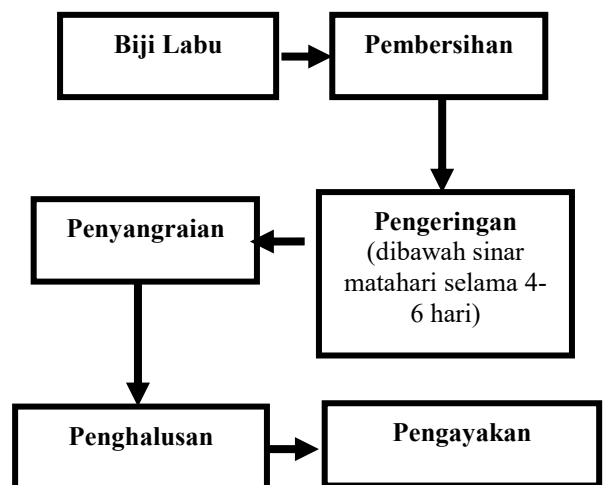 Biji Labu
Pembersihan
Pengeringan
(dibawah sinar
matahari selama 4-
6 hari)
Penyangraian
Penghalusan
Pengayakan